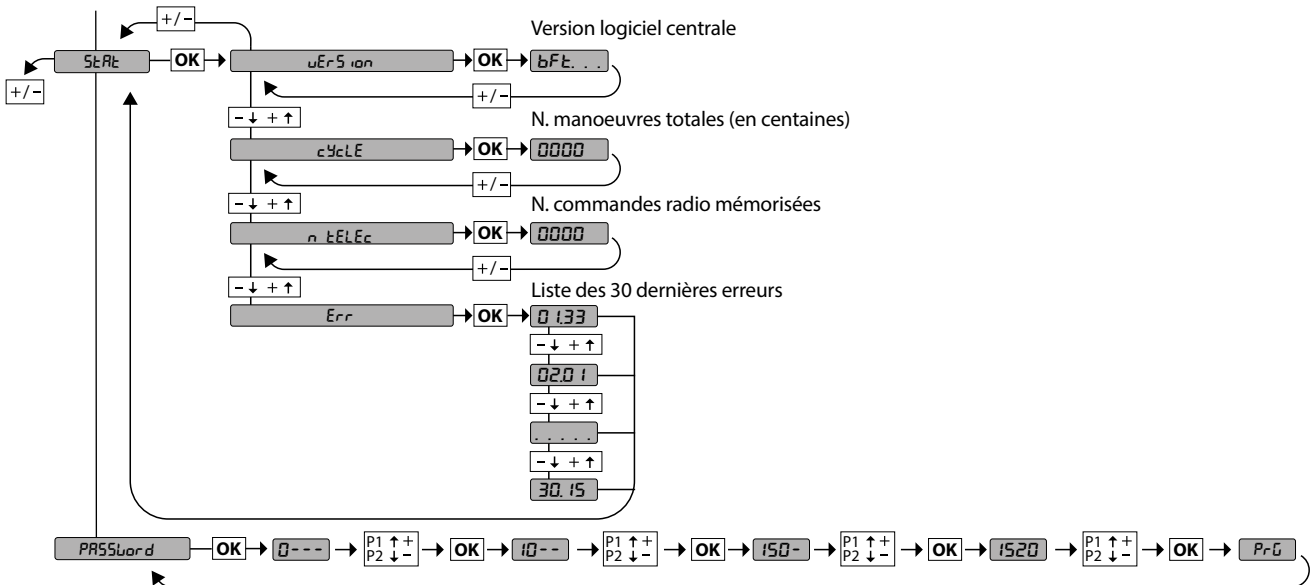 +/-
Version logiciel centrale
StAt OK vErSion OK bFt. . .
+/- +/-
- ↓ + ↑
N. manoeuvres totales (en centaines)
cYcLE OK 0000
+/-
- ↓ + ↑
N. commandes radio mémorisées
n tELEc OK 0000
+/-
- ↓ + ↑
Liste des 30 dernières erreurs
Err OK 01.33
- ↓ + ↑
02.01
- ↓ + ↑
. . . . .
- ↓ + ↑
30.15
PASSword OK 0--- P1 ↑ + OK 10-- P1 ↑ + OK 150- P1 ↑ + OK 1520 P1 ↑ + OK PrG
P2 ↓ - P2 ↓ - P2 ↓ - P2 ↓ -